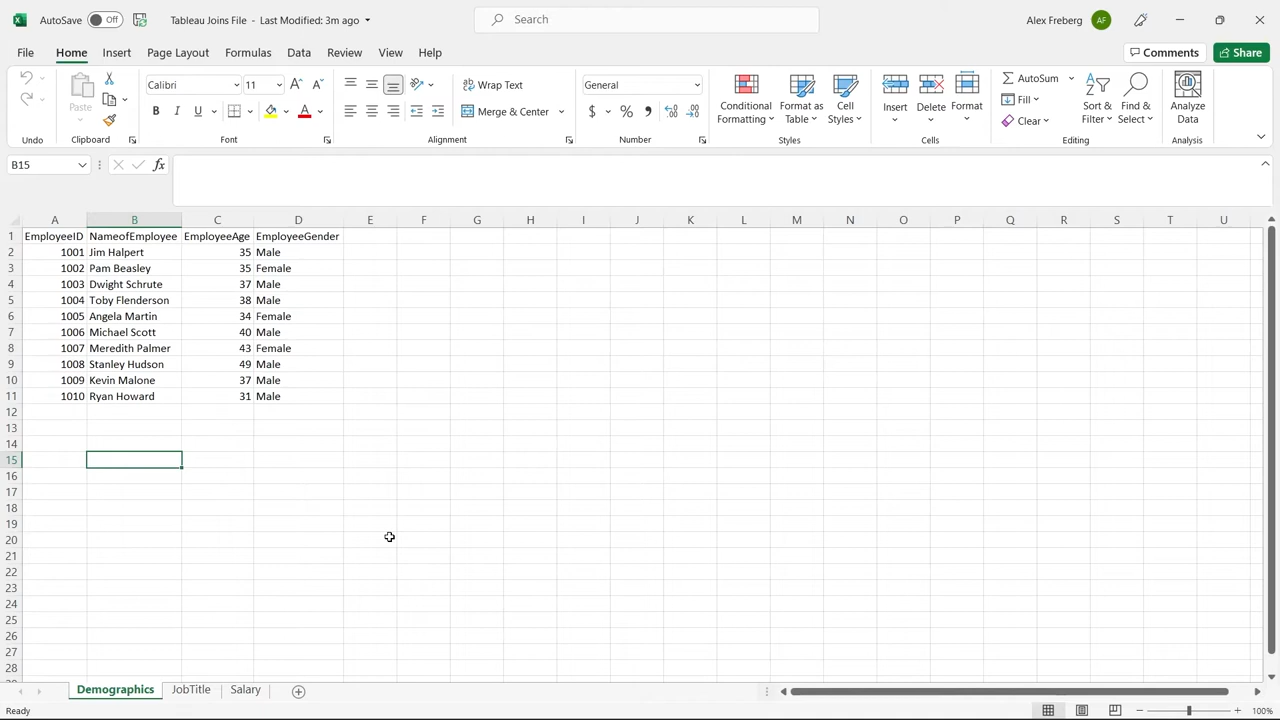 AutoSave Off Tableau Joins File - Last Modified: 3m ago Search Alex Freberg AF
File Home Insert Page Layout Formulas Data Review View Help Comments Share
Paste Calibri 11 A A Wrap Text General Conditional Formatting Format as Table Cell Styles Insert Delete Format AutoSum Sort & Filter Find & Select Analyze Data
B I U A Merge & Center $ % Fill
Clear
Undo Clipboard Font Alignment Number Styles Cells Editing Analysis
B15 fx
A B C D E F G H I J K L M N O P Q R S T U
1 EmployeeID NameofEmployee EmployeeAge EmployeeGender
2 1001 Jim Halpert 35 Male
3 1002 Pam Beasley 35 Female
4 1003 Dwight Schrute 37 Male
5 1004 Toby Flenderson 38 Male
6 1005 Angela Martin 34 Female
7 1006 Michael Scott 40 Male
8 1007 Meredith Palmer 43 Female
9 1008 Stanley Hudson 49 Male
10 1009 Kevin Malone 37 Male
11 1010 Ryan Howard 31 Male
12
13
14
15
16
17
18
19
20
21
22
23
24
25
26
27
28
Demographics JobTitle Salary
Ready 100%